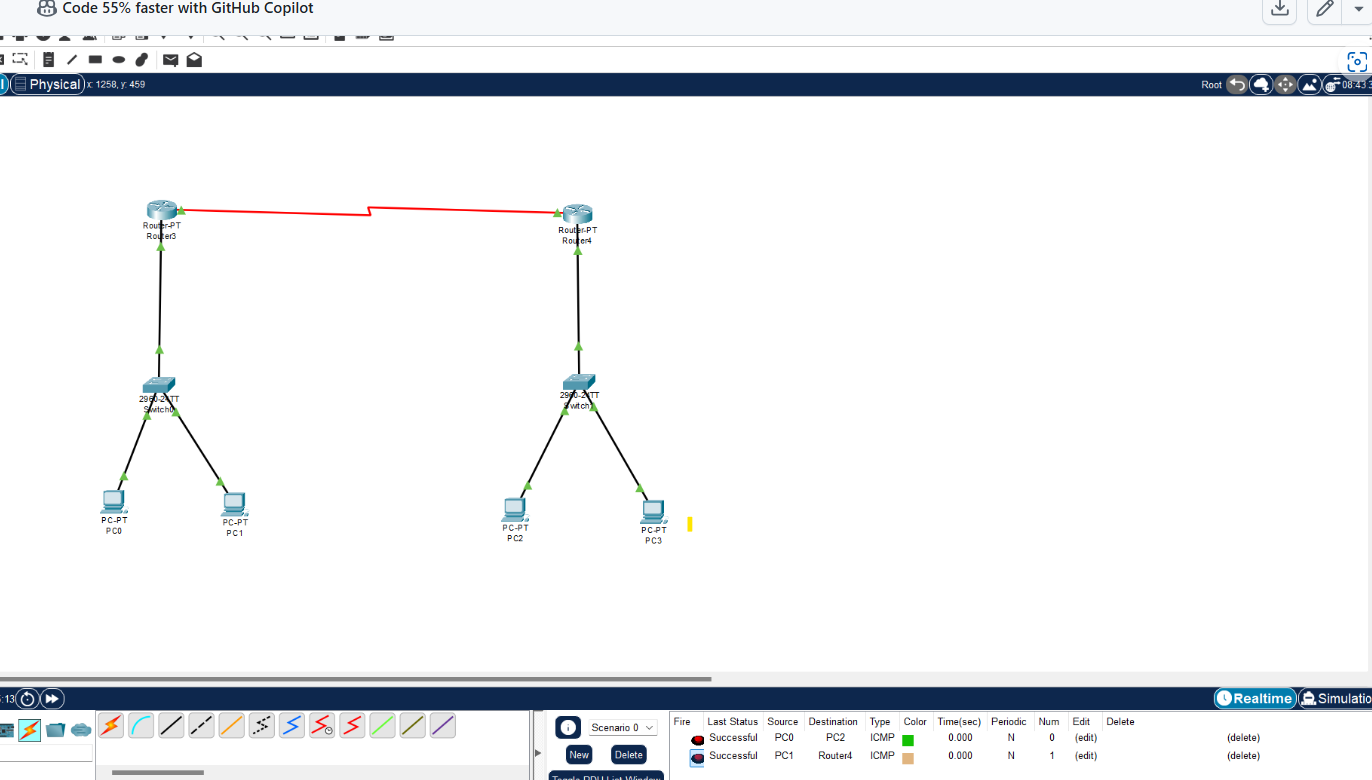 Code 55% faster with GitHub Copilot
Physical x: 1258, y: 459
Root 08:43:3
Router-PT
Router3
Router-PT
Router4
2960-24TT
Switch0
2960-24TT
PC-PT
PC0
PC-PT
PC1
PC-PT
PC2
PC-PT
PC3
:13
Realtime Simulatio
Scenario 0
New Delete
Toggle PDU List Window
Fire Last Status Source Destination Type Color Time(sec) Periodic Num Edit Delete
Successful PC0 PC2 ICMP 0.000 N 0 (edit) (delete)
Successful PC1 Router4 ICMP 0.000 N 1 (edit) (delete)